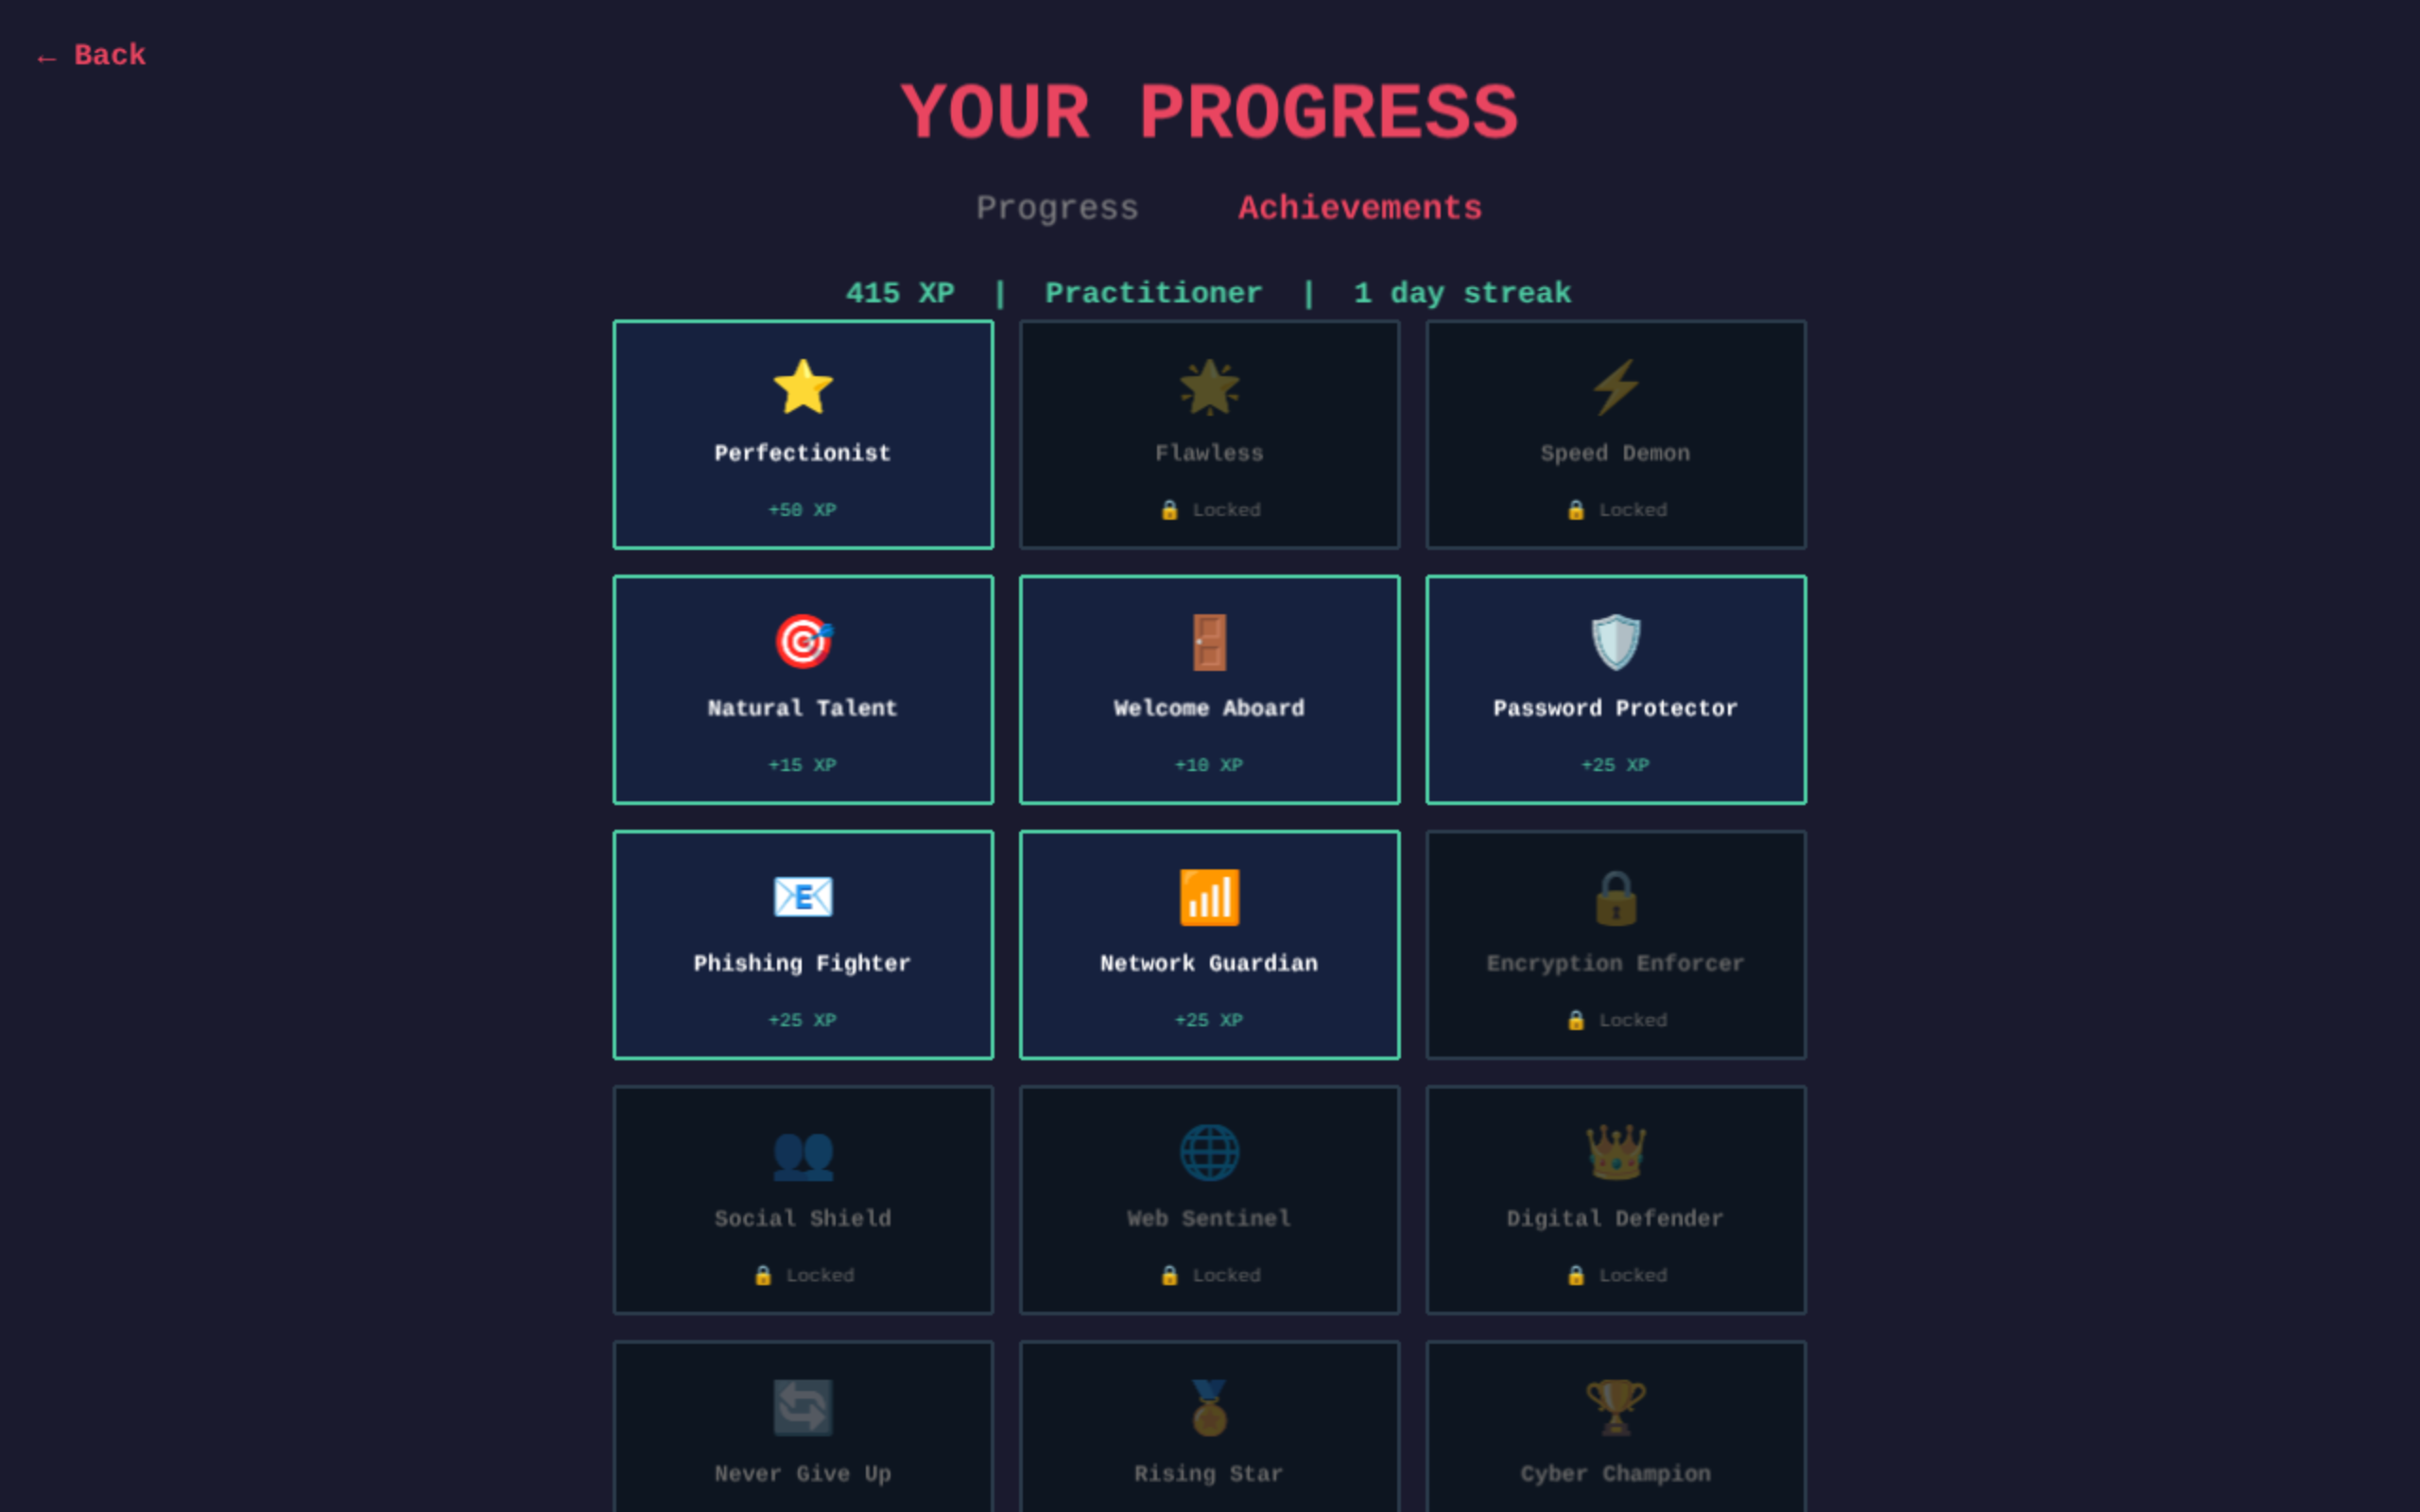 ← Back
YOUR PROGRESS
Progress Achievements
415 XP | Practitioner | 1 day streak
Perfectionist
+50 XP
Flawless
Locked
Speed Demon
Locked
Natural Talent
+15 XP
Welcome Aboard
+10 XP
Password Protector
+25 XP
Phishing Fighter
+25 XP
Network Guardian
+25 XP
Encryption Enforcer
Locked
Social Shield
Locked
Web Sentinel
Locked
Digital Defender
Locked
Never Give Up
Rising Star
Cyber Champion